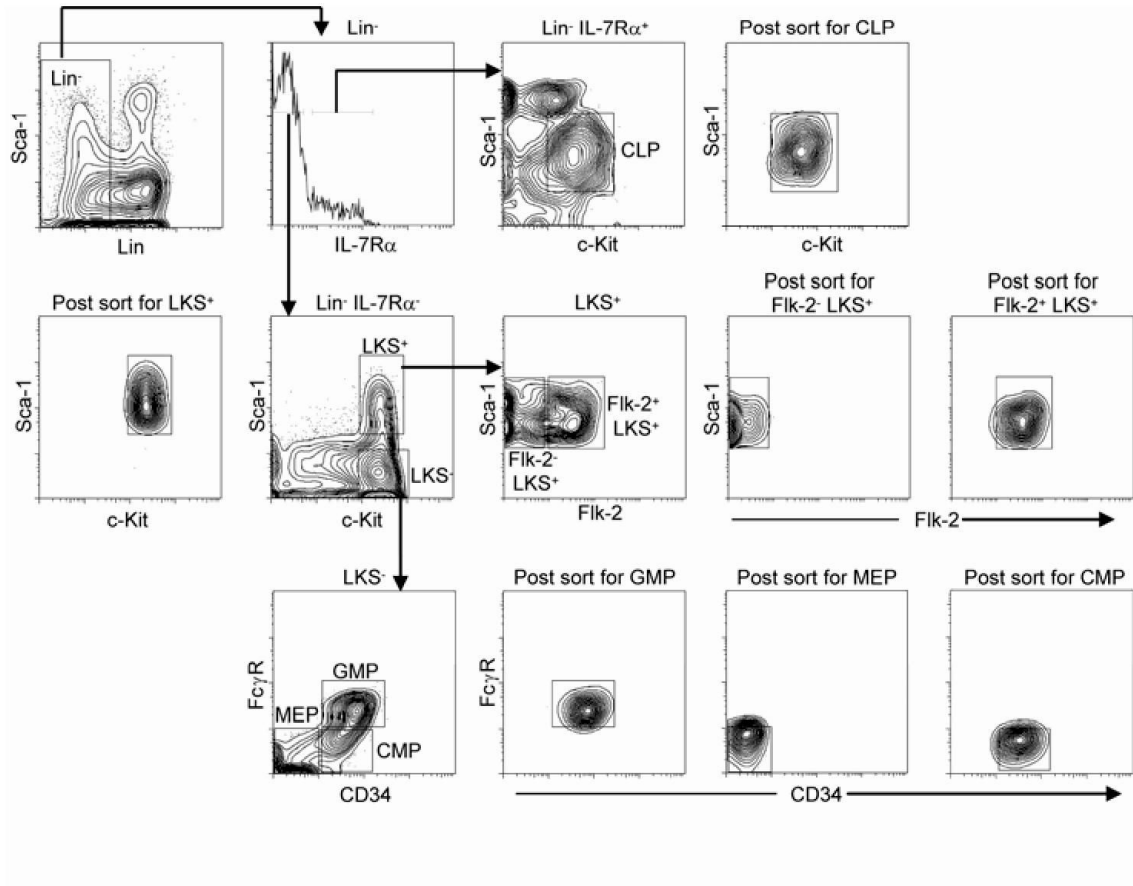 Lin⁻
Lin⁻ IL-7Rα⁺
Post sort for CLP
Sca-1
Lin⁻
Lin
IL-7Rα
Sca-1
CLP
c-Kit
Sca-1
c-Kit
Post sort for LKS⁺
Sca-1
c-Kit
Lin⁻ IL-7Rα⁻
Sca-1
LKS⁺
LKS⁻
c-Kit
LKS⁺
Sca-1
Flk-2⁺
LKS⁺
Flk-2⁻
LKS⁺
Flk-2
Post sort for
Flk-2⁻ LKS⁺
Sca-1
Post sort for
Flk-2⁺ LKS⁺
Flk-2
LKS⁻
FcγR
GMP
MEP
CMP
CD34
Post sort for GMP
FcγR
Post sort for MEP
Post sort for CMP
CD34